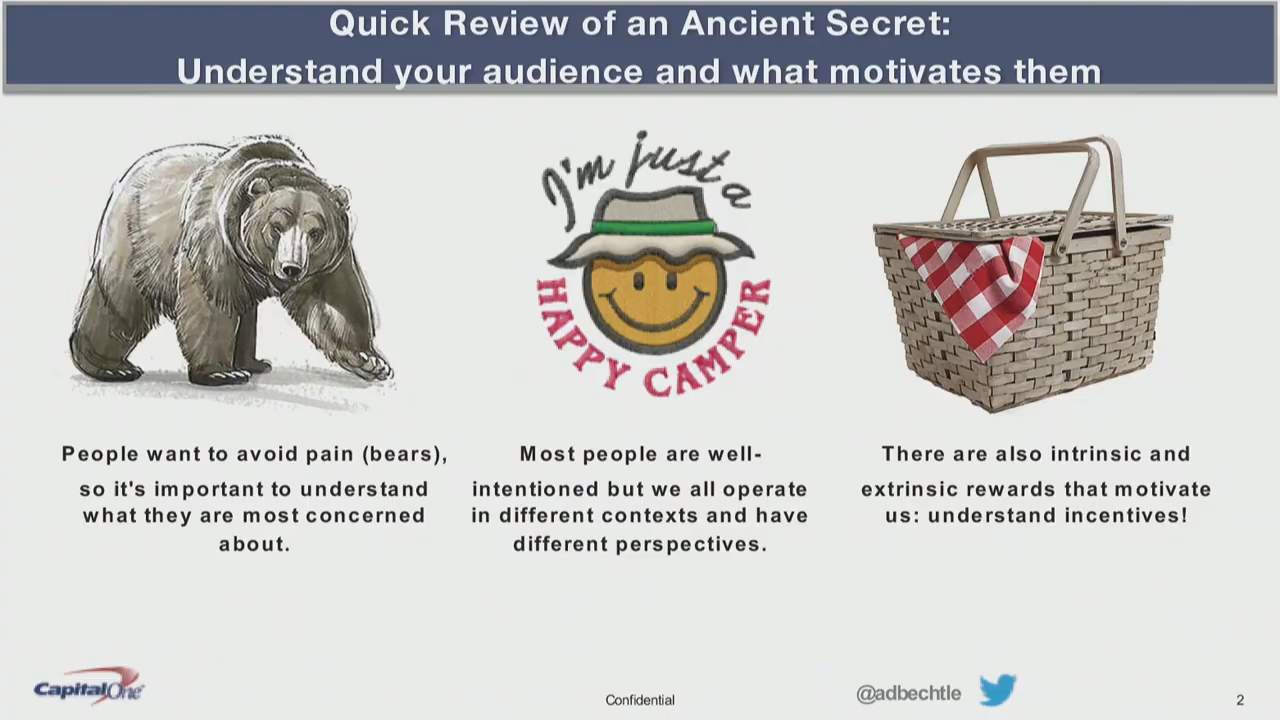 Quick Review of an Ancient Secret:
Understand your audience and what motivates them
I'm just a
HAPPY CAMPER
People want to avoid pain (bears),
so it's important to understand
what they are most concerned
about.
Most people are well-
intentioned but we all operate
in different contexts and have
different perspectives.
There are also intrinsic and
extrinsic rewards that motivate
us: understand incentives!
CapitalOne
Confidential
@adbechtle
2